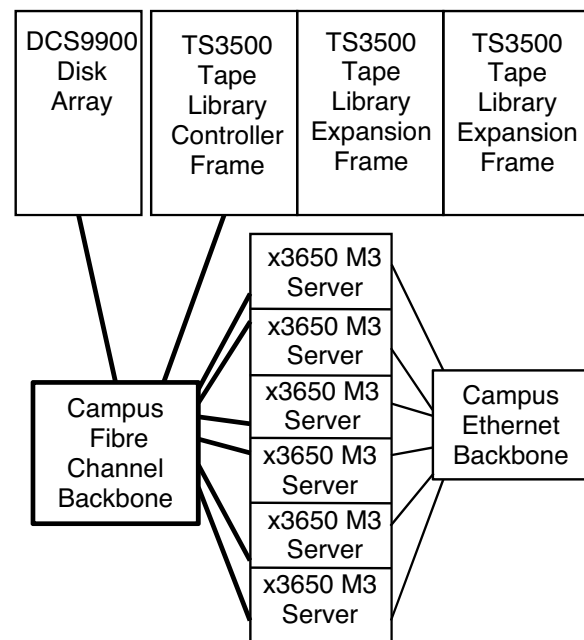 DCS9900
Disk
Array
TS3500
Tape
Library
Controller
Frame
TS3500
Tape
Library
Expansion
Frame
TS3500
Tape
Library
Expansion
Frame
x3650 M3
Server
x3650 M3
Server
x3650 M3
Server
x3650 M3
Server
x3650 M3
Server
x3650 M3
Server
Campus
Fibre
Channel
Backbone
Campus
Ethernet
Backbone